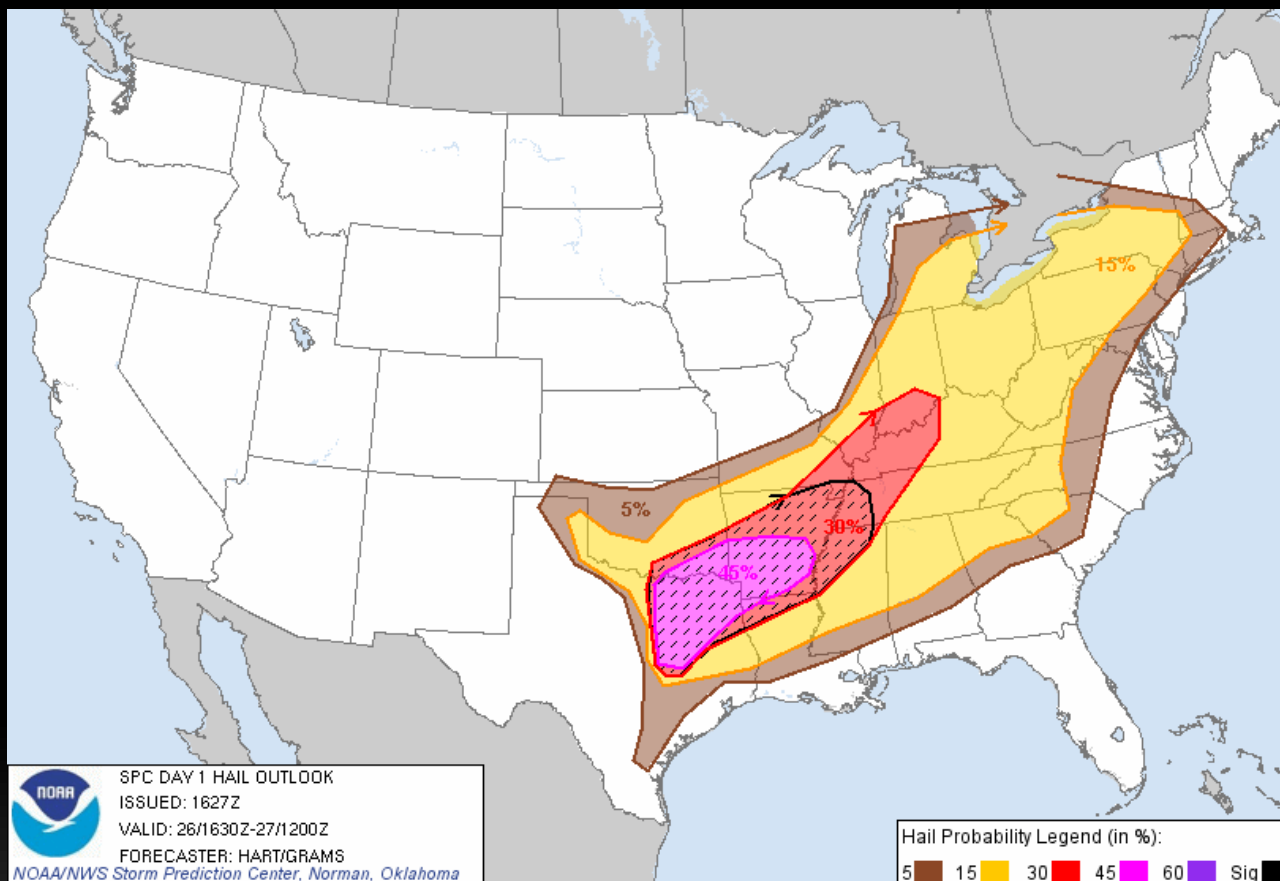 15%
5%
30%
45%
NOAA
SPC DAY 1 HAIL OUTLOOK
ISSUED: 1627Z
VALID: 26/1630Z-27/1200Z
FORECASTER: HART/GRAMS
NOAA/NWS Storm Prediction Center, Norman, Oklahoma
Hail Probability Legend (in %):
5 15 30 45 60 Sig